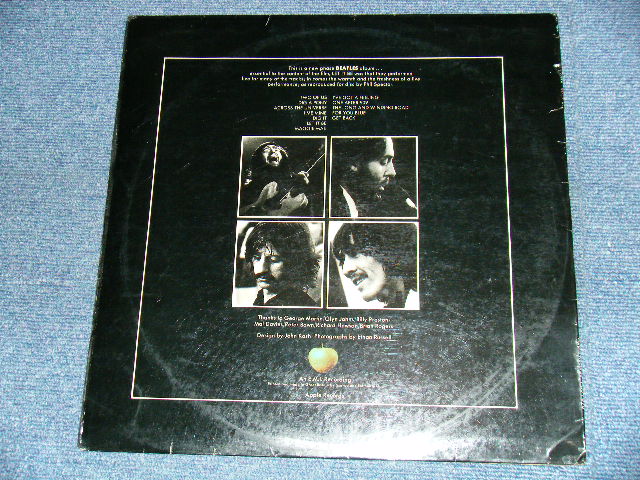 This is a new phase BEATLES album . . .
essential to the content of the film, LET IT BE was that they performed
live for many of the tracks; in comes the warmth and the freshness of a live
performance; as reproduced for disc by Phil Spector.
TWO OF US
DIG A PONY
ACROSS THE UNIVERSE
I ME MINE
DIG IT
LET IT BE
MAGGIE MAE
I'VE GOT A FEELING
ONE AFTER 909
THE LONG AND WINDING ROAD
FOR YOU BLUE
GET BACK
Thanks to George Martin/Glyn Johns/Billy Preston/
Mal Evans/Peter Bown/Richard Hewson/Brian Rogers
Design by John Kosh Photographs by Ethan Russell
An E.M.I. Recording
Apple Records